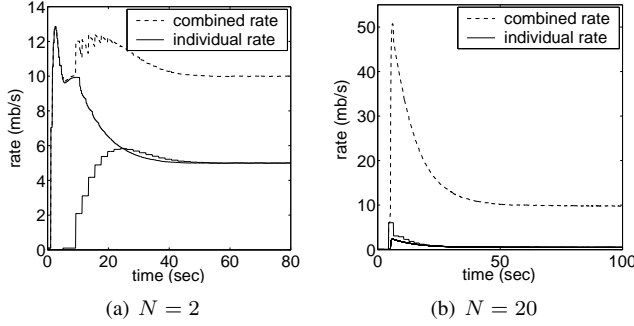 14
12
10
8
6
4
2
0
rate (mb/s)
combined rate
individual rate
0
20
40
60
80
time (sec)
(a) N = 2
50
40
30
20
10
0
rate (mb/s)
combined rate
individual rate
0
50
100
time (sec)
(b) N = 20